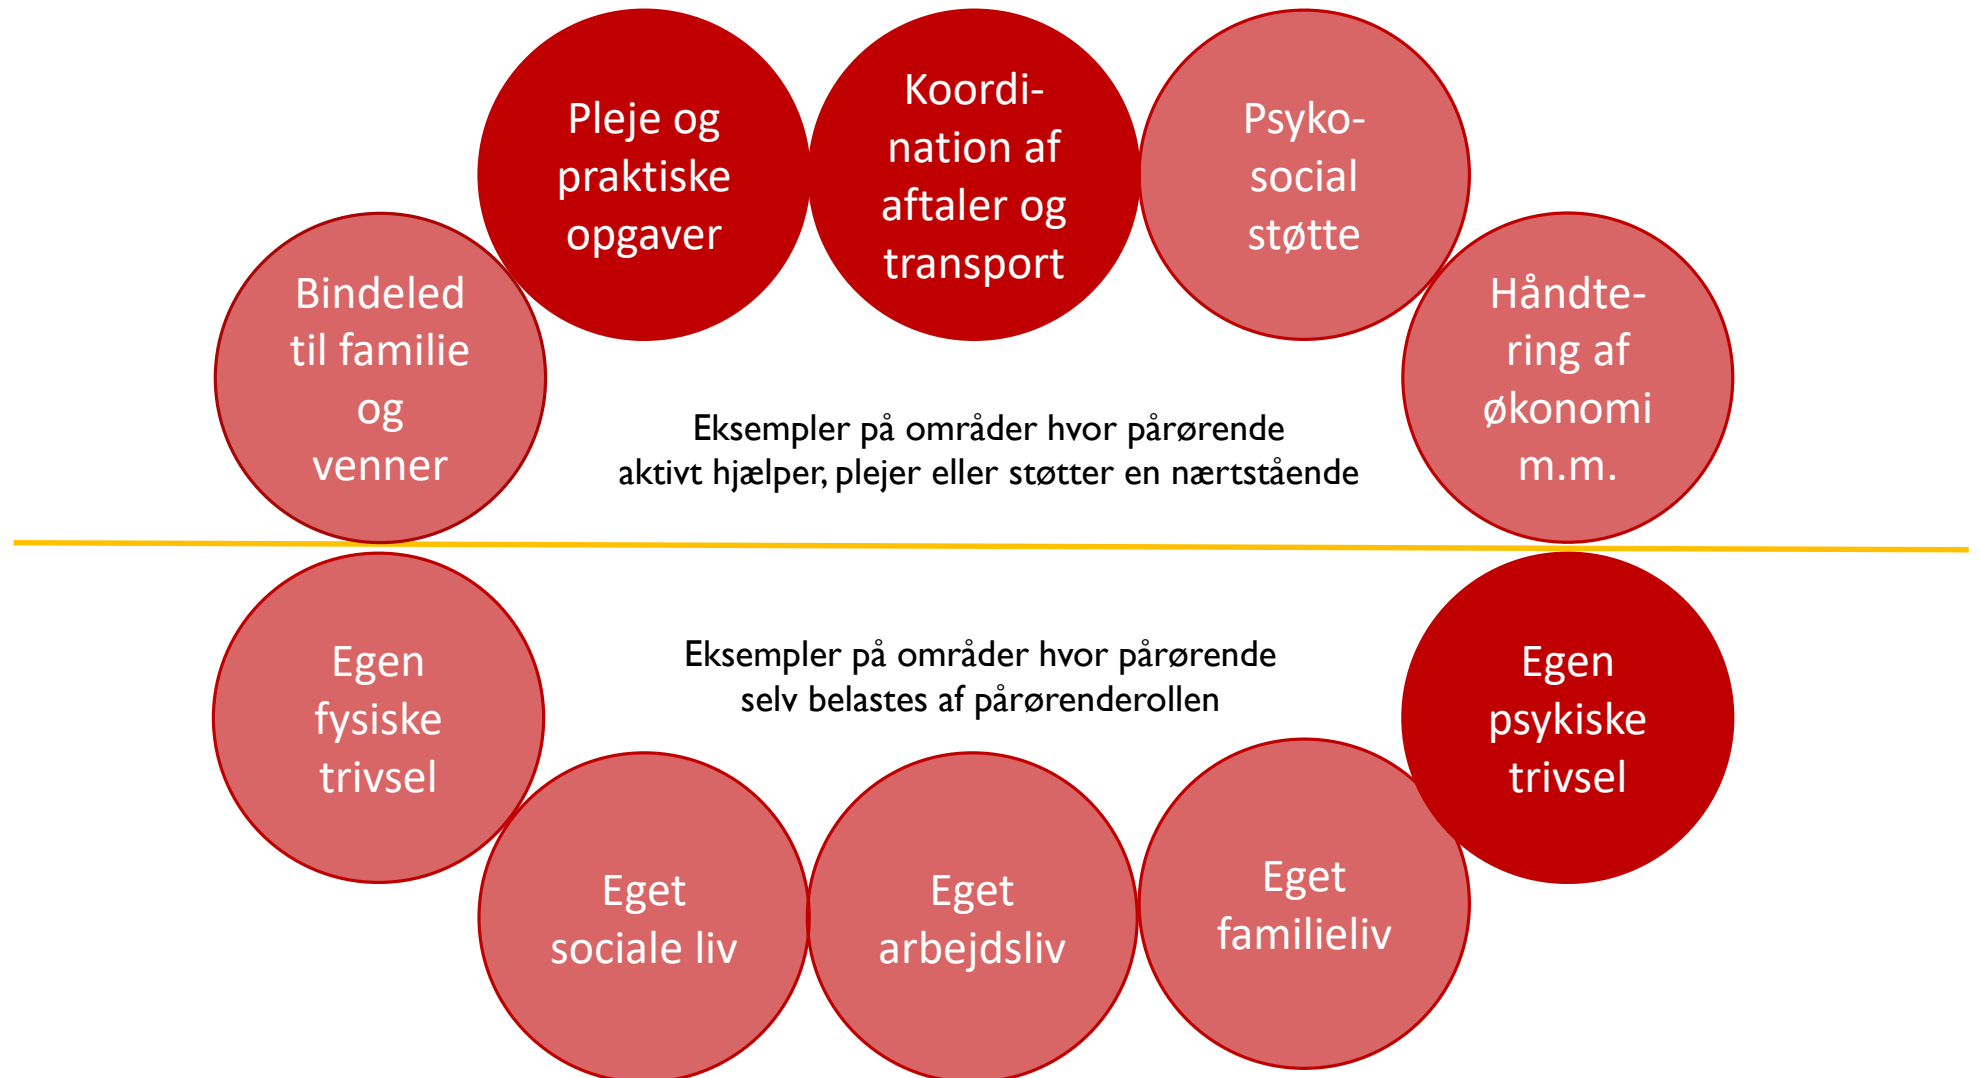 Bindeled
til familie
og
venner
Pleje og
praktiske
opgaver
Koordi-
nation af
aftaler og
transport
Psyko-
social
støtte
Håndte-
ring af
økonomi
m.m.
Eksempler på områder hvor pårørende
aktivt hjælper, plejer eller støtter en nærtstående
Eksempler på områder hvor pårørende
selv belastes af pårørenderollen
Egen
fysiske
trivsel
Eget
sociale liv
Eget
arbejdsliv
Eget
familieliv
Egen
psykiske
trivsel